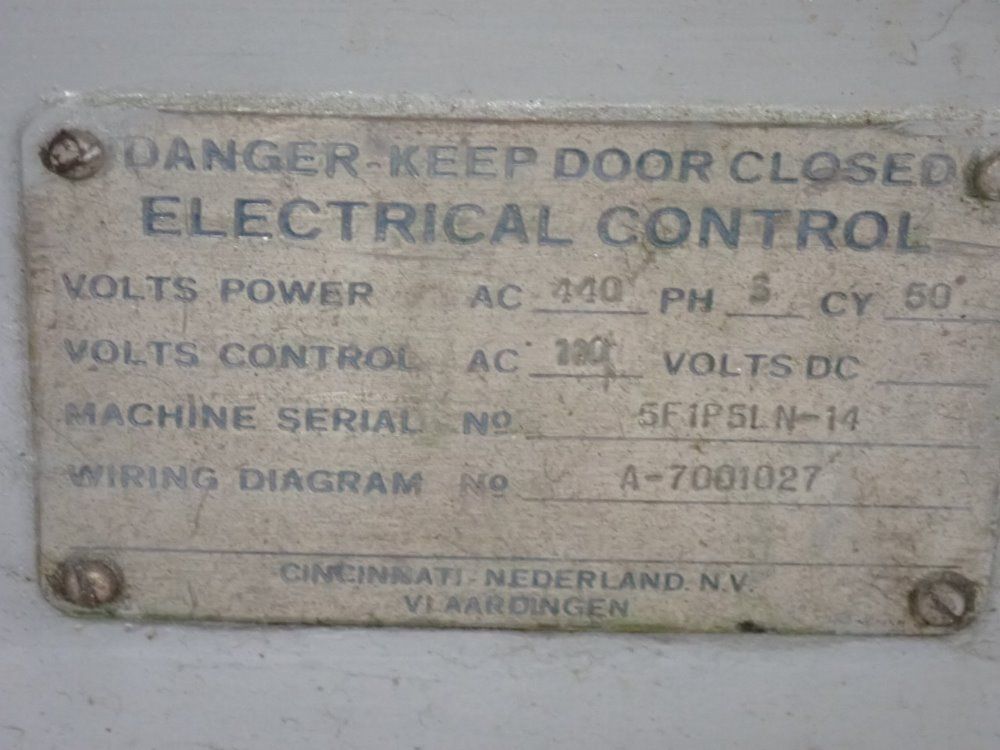 DANGER-KEEP DOOR CLOSED
ELECTRICAL CONTROL
VOLTS POWER AC 440 PH 3 CY 50
VOLTS CONTROL AC VOLTS DC
MACHINE SERIAL Nº 5F1P5LN-14
WIRING DIAGRAM Nº A-7001027
CINCINNATI-NEDERLAND. N.V.
VLAARDINGEN